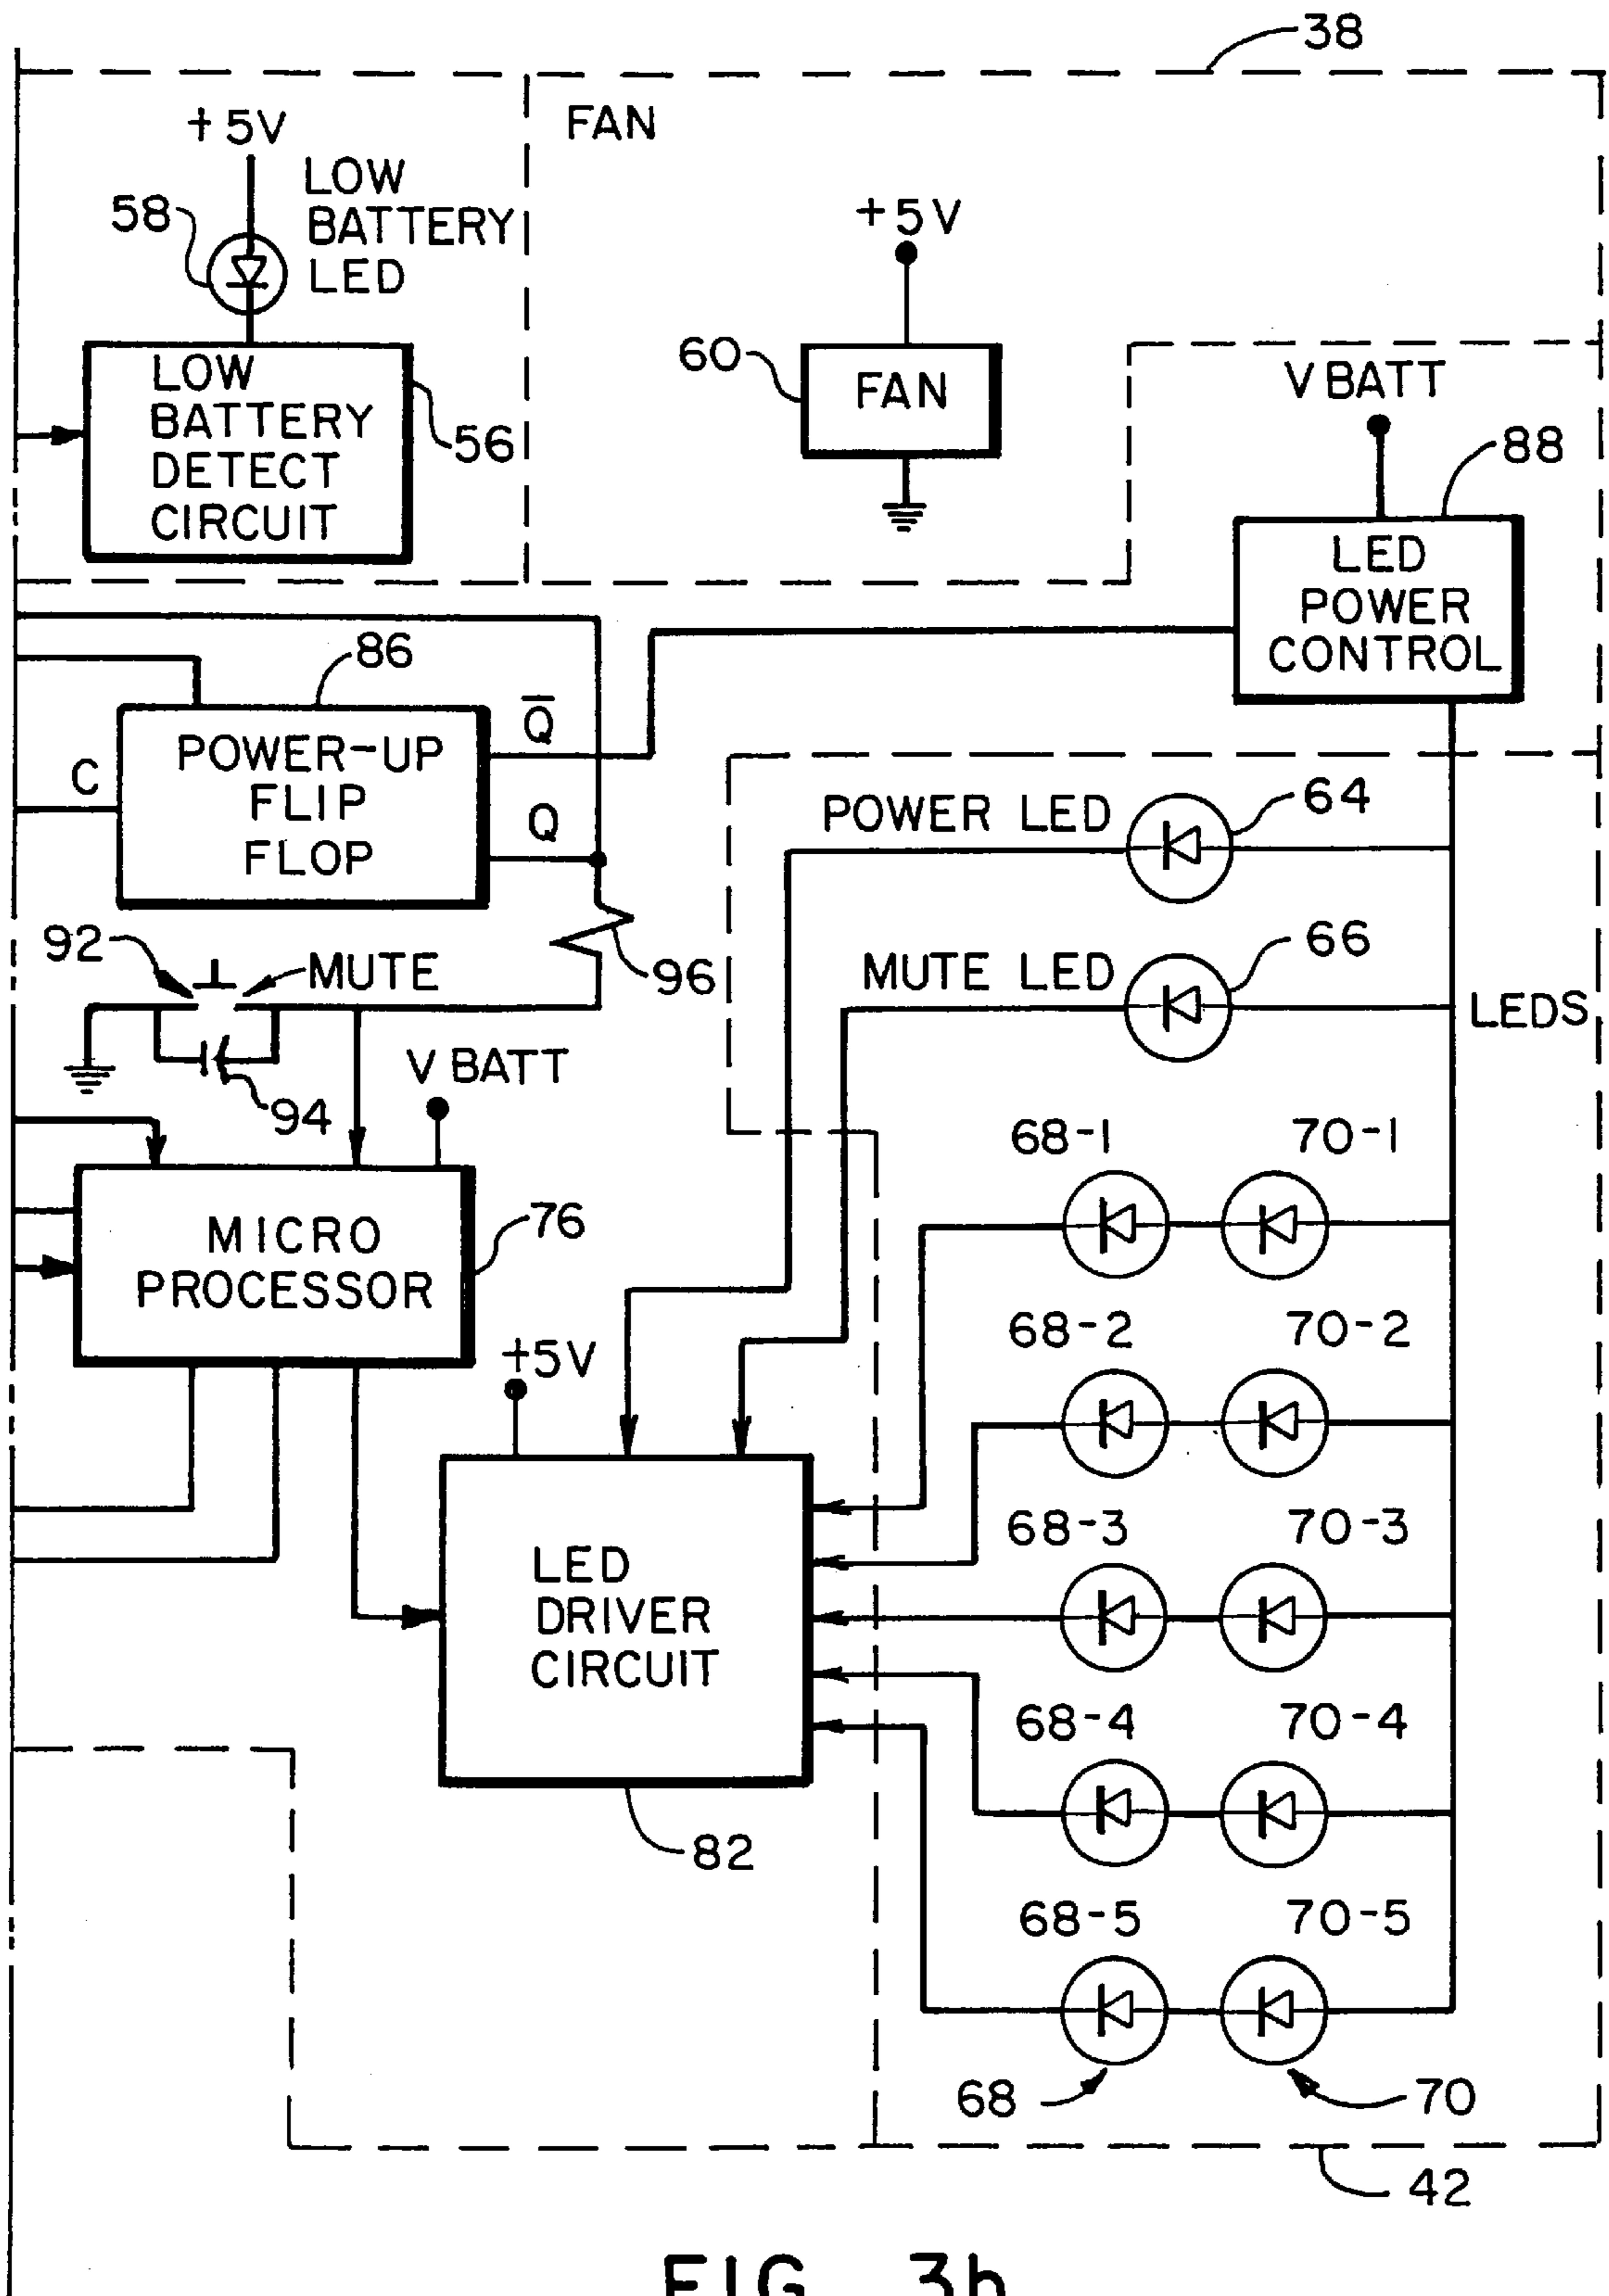 38
+5V
FAN
LOW
BATTERY
LED
58
+5V
60
FAN
V BATT
LOW
BATTERY
DETECT
CIRCUIT
56
88
LED
POWER
CONTROL
86
Q̅
POWER-UP
FLIP
FLOP
C
Q
POWER LED
64
92
MUTE
96
MUTE LED
66
LEDS
94
V BATT
68-1
70-1
MICRO
PROCESSOR
76
68-2
70-2
+5V
68-3
70-3
LED
DRIVER
CIRCUIT
68-4
70-4
82
68-5
70-5
68
70
42
FIG. 3b